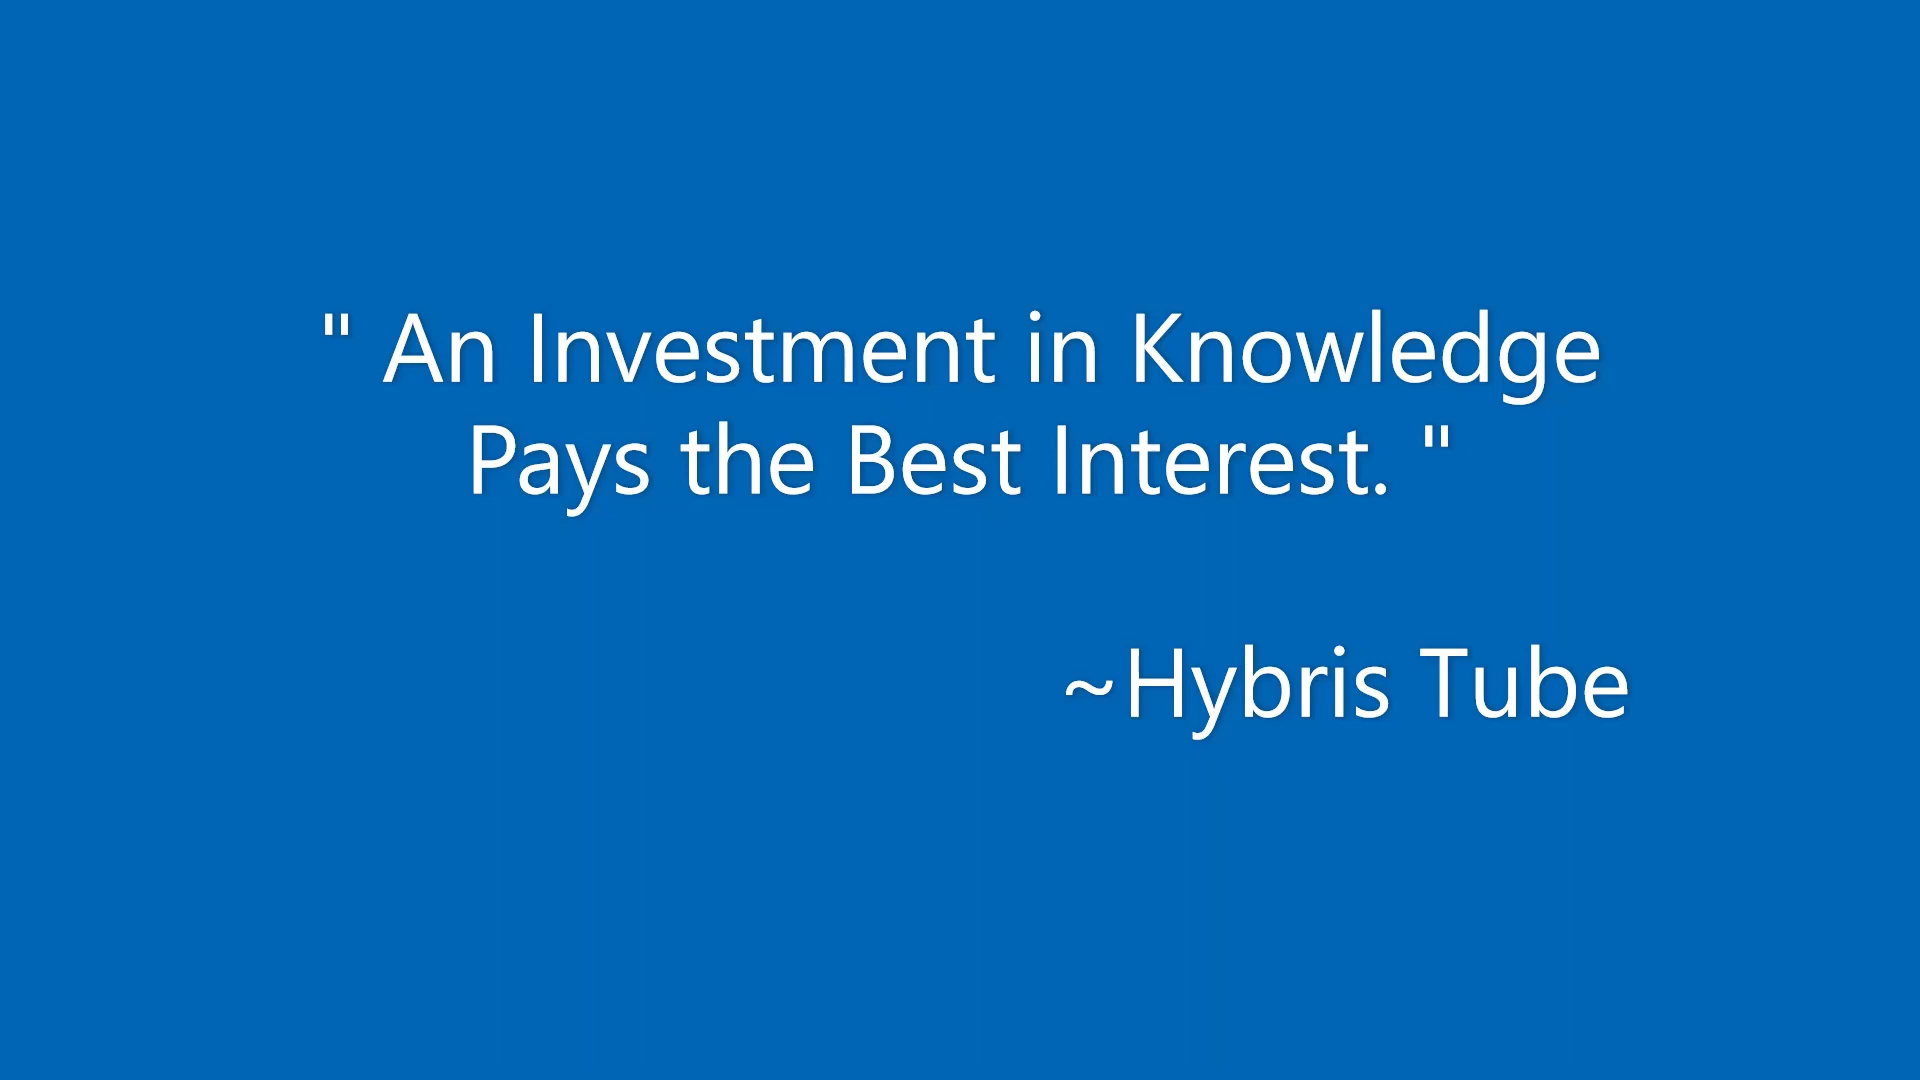 " An Investment in Knowledge
Pays the Best Interest. "
~Hybris Tube